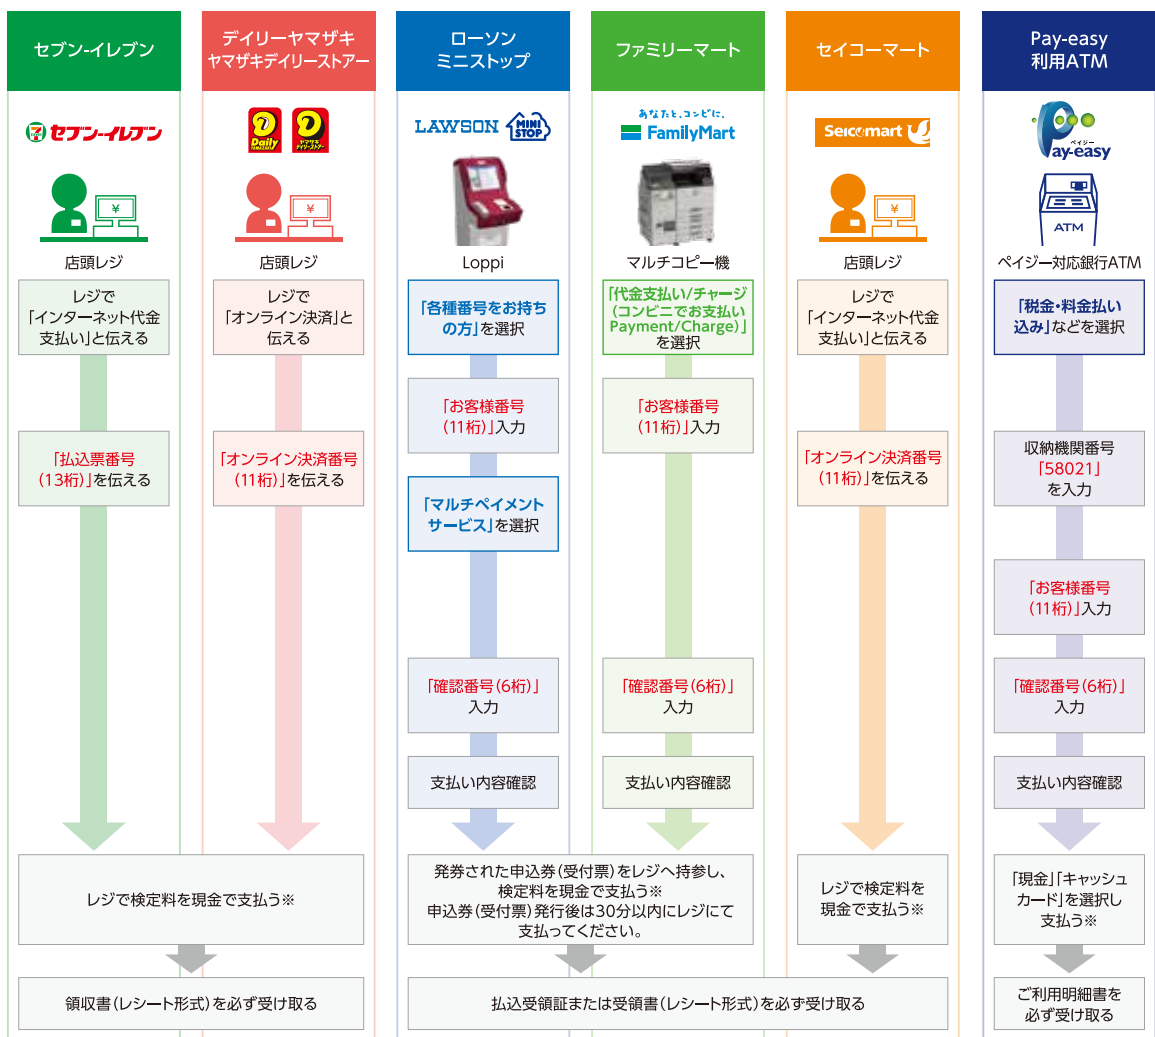 セブン-イレブン
セブン-イレブン
¥
店頭レジ
レジで
「インターネット代金
支払い」と伝える
「払込票番号
(13桁)」を伝える
デイリーヤマザキ
ヤマザキデイリーストアー
Daily
YAMAZAKI
ヤマザキ
デイリーストアー
¥
店頭レジ
レジで
「オンライン決済」と
伝える
「オンライン決済番号
(11桁)」を伝える
レジで検定料を現金で支払う※
領収書(レシート形式)を必ず受け取る
ローソン
ミニストップ
LAWSON
MINI
STOP
Loppi
「各種番号をお持ち
の方」を選択
「お客様番号
(11桁)」入力
「マルチペイメント
サービス」を選択
「確認番号(6桁)」
入力
支払い内容確認
ファミリーマート
あなたと、コンビに、
FamilyMart
マルチコピー機
「代金支払い/チャージ
(コンビニでお支払い
Payment/Charge)」
を選択
「お客様番号
(11桁)」入力
「確認番号(6桁)」
入力
支払い内容確認
発券された申込券(受付票)をレジへ持参し、
検定料を現金で支払う※
申込券(受付票)発行後は30分以内にレジにて
支払ってください。
セイコーマート
Seicomart
¥
店頭レジ
レジで
「インターネット代金
支払い」と伝える
「オンライン決済番号
(11桁)」を伝える
レジで検定料を
現金で支払う※
払込受領証または受領書(レシート形式)を必ず受け取る
Pay-easy
利用ATM
ペイジー
Pay-easy
ATM
ペイジー対応銀行ATM
「税金・料金払い
込み」などを選択
収納機関番号
「58021」
を入力
「お客様番号
(11桁)」入力
「確認番号(6桁)」
入力
支払い内容確認
「現金」「キャッシュ
カード」を選択し
支払う※
ご利用明細書を
必ず受け取る